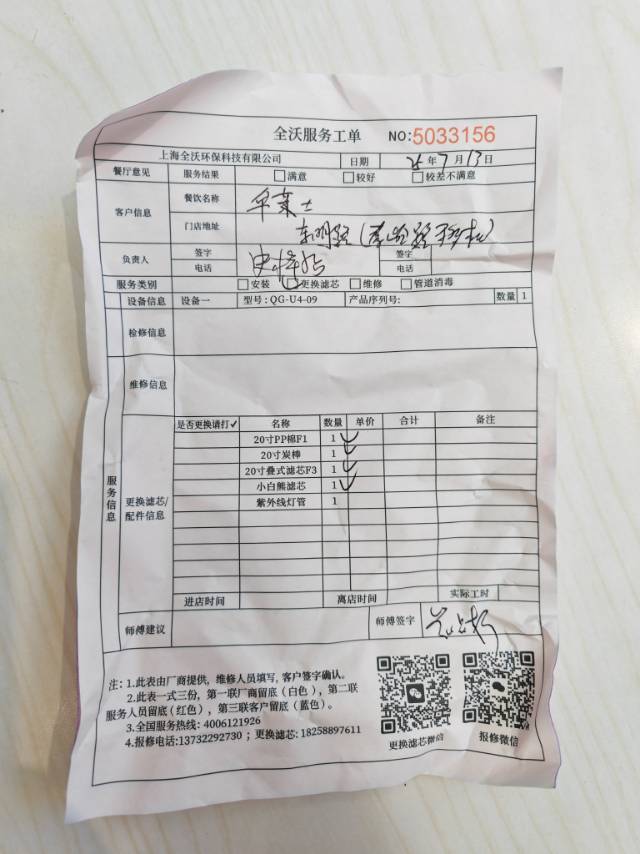 全沃服务工单 NO:5033156
上海全沃环保科技有限公司 日期 年7月13日
餐厅意见 服务结果 满意 较好 较差不满意
客户信息 餐饮名称
门店地址 东明路
负责人 签字 签字
电话 电话
服务类别 安装 更换滤芯 维修 管道消毒
设备信息 设备一 型号:QG-U4-09 产品序列号: 数量 1
检修信息
维修信息
服务信息
更换滤芯/配件信息
是否更换请打✓ 名称 数量 单价 合计 备注
20寸PP棉F1 1 ✓
20寸炭棒 1 ✓
20寸叠式滤芯F3 1 ✓
小白熊滤芯 1 ✓
紫外线灯管 1
进店时间 离店时间 实际工时
师傅建议 师傅签字
注:1.此表由厂商提供,维修人员填写,客户签字确认。
2.此表一式三份,第一联厂商留底(白色),第二联
服务人员留底(红色),第三联客户留底(蓝色)。
3.全国服务热线:4006121926
4.报修电话:13732292730;更换滤芯:18258897611
更换滤芯微信 报修微信